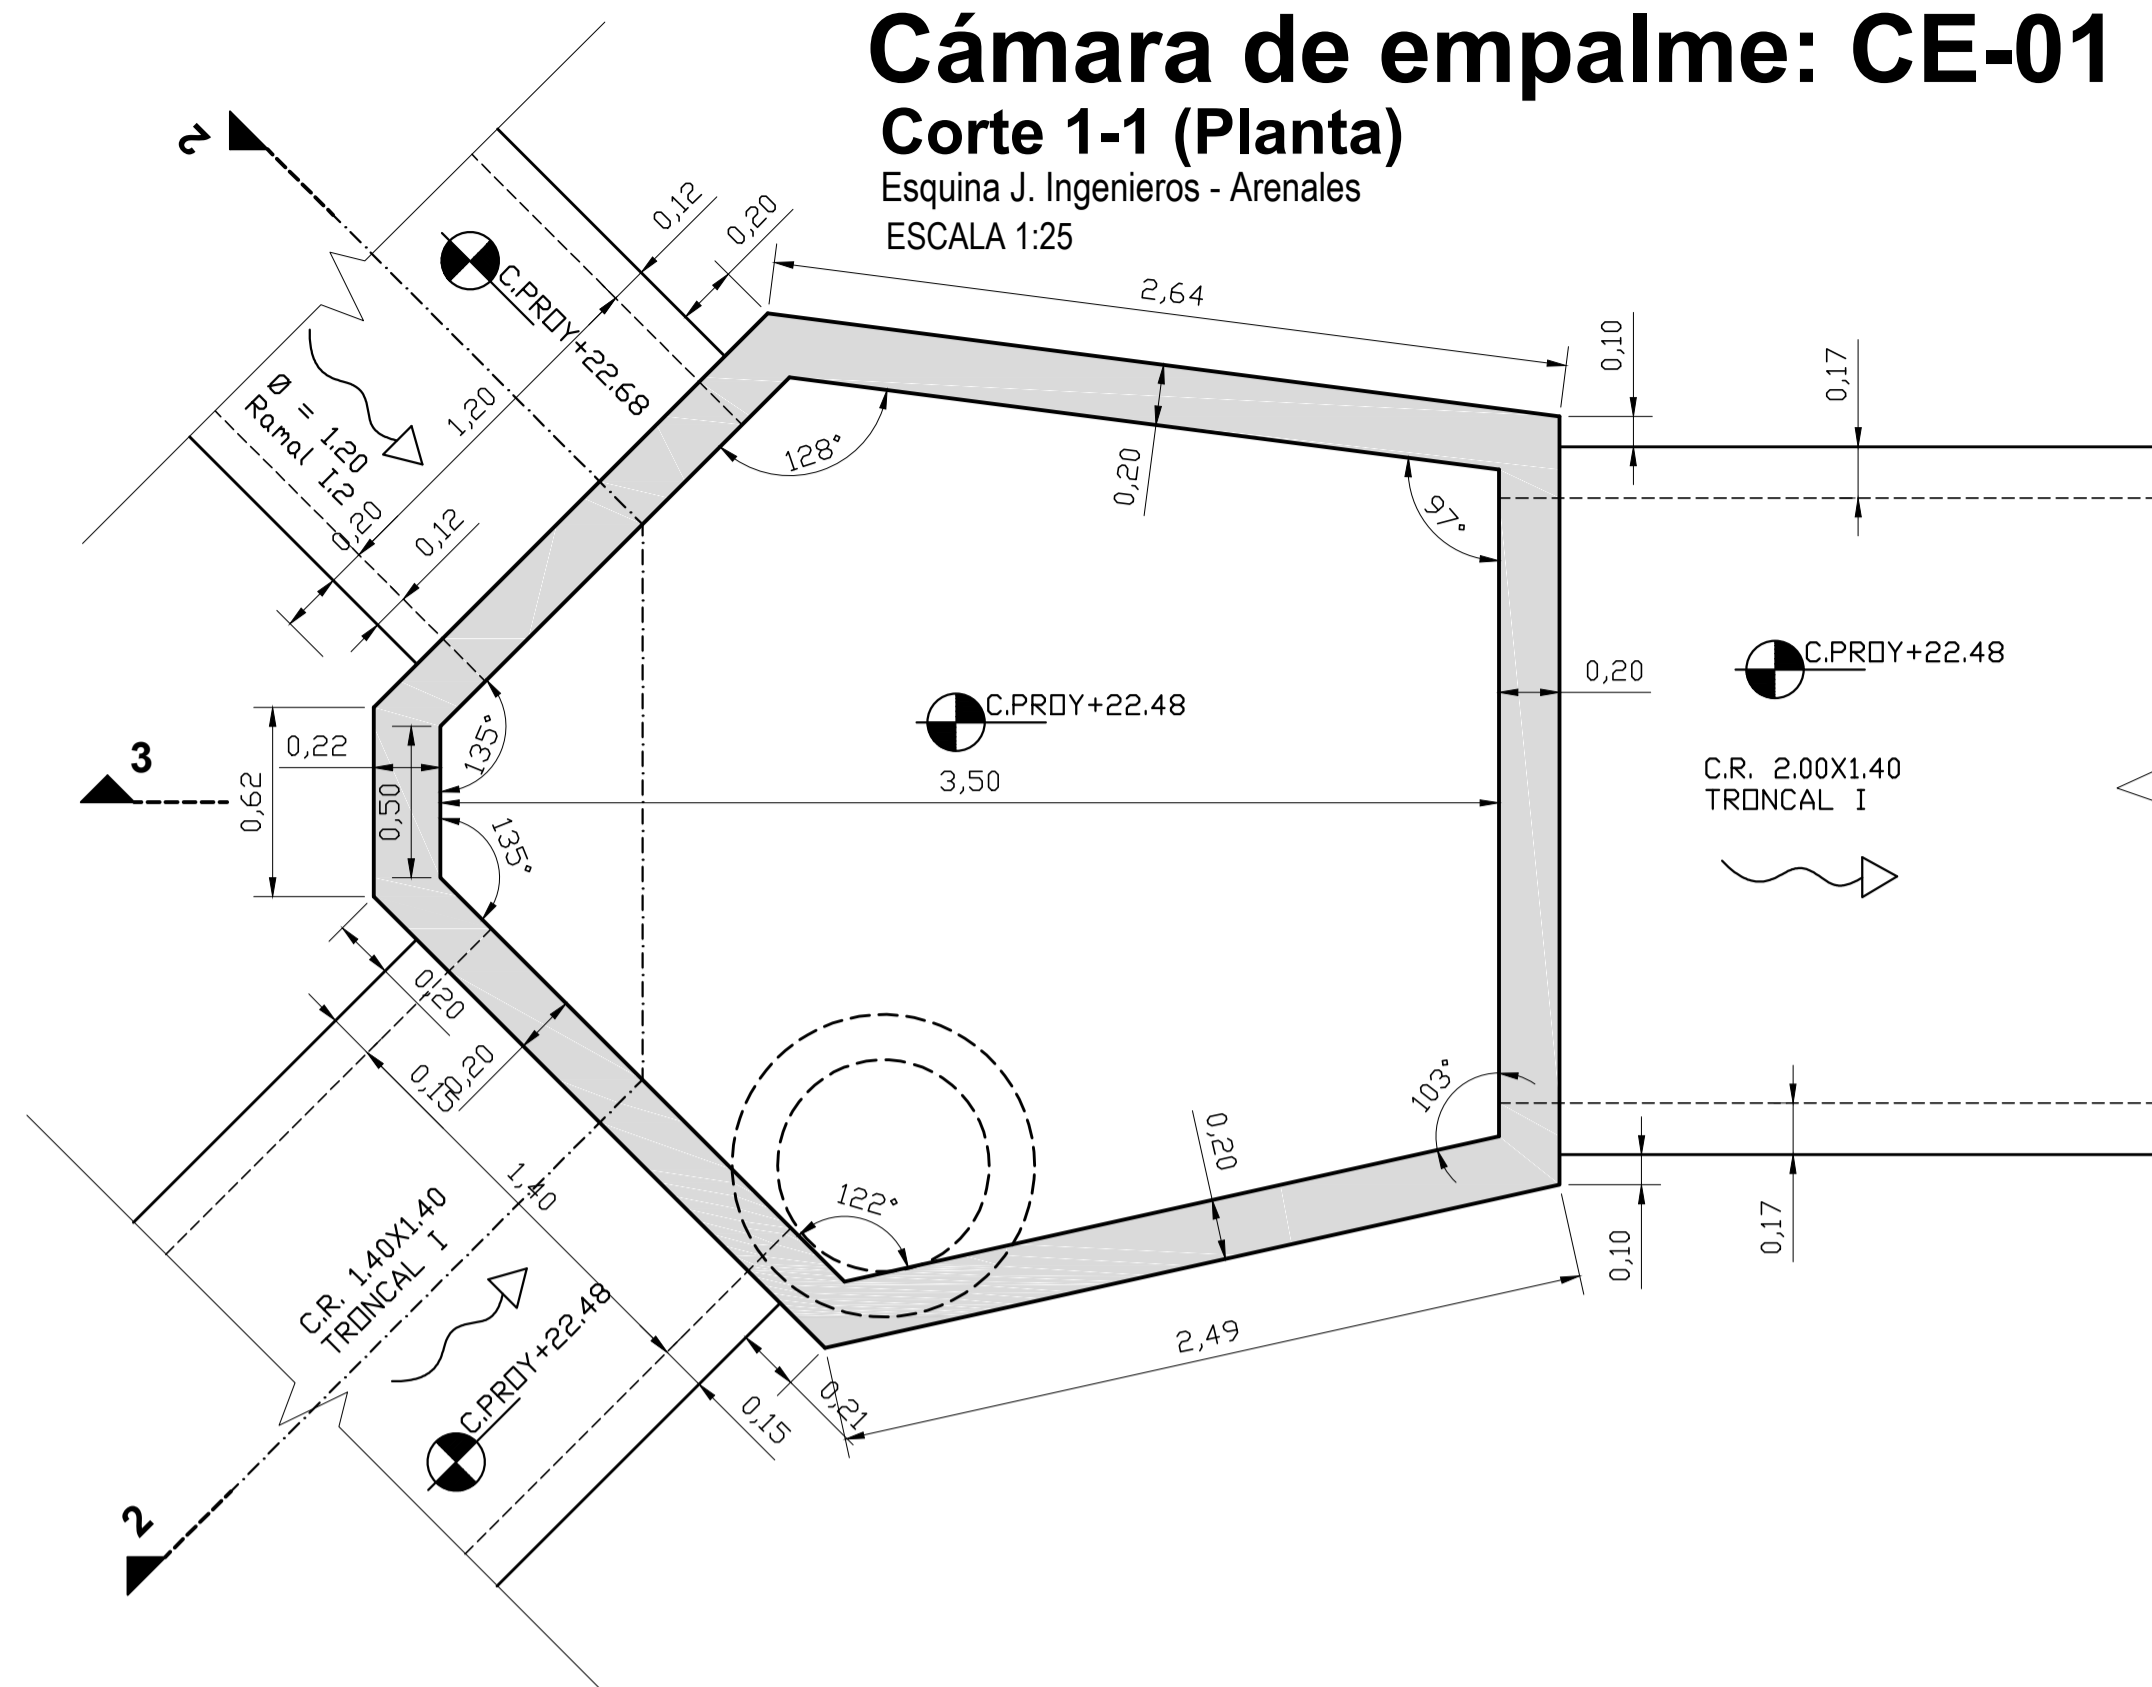 Cámara de empalme: CE-01
Corte 1-1 (Planta)
Esquina J. Ingenieros - Arenales
ESCALA 1:25
2
0,12
0,20
2,64
0,10
0,17
C.PROY+22.68
1,20
Ø = 1.20
Ramal I.2
0,20
0,12
128°
0,20
97°
0,20
C.PROY+22.48
C.PROY+22.48
135°
0,22
3
0,62
0,50
3,50
C.R. 2.00X1.40
TRONCAL I
135°
0,20
0,15
0,20
103°
0,20
122°
1,40
C.R. 1.40X1.40
TRONCAL I
C.PROY+22.48
0,17
0,10
2,49
0,21
0,15
2